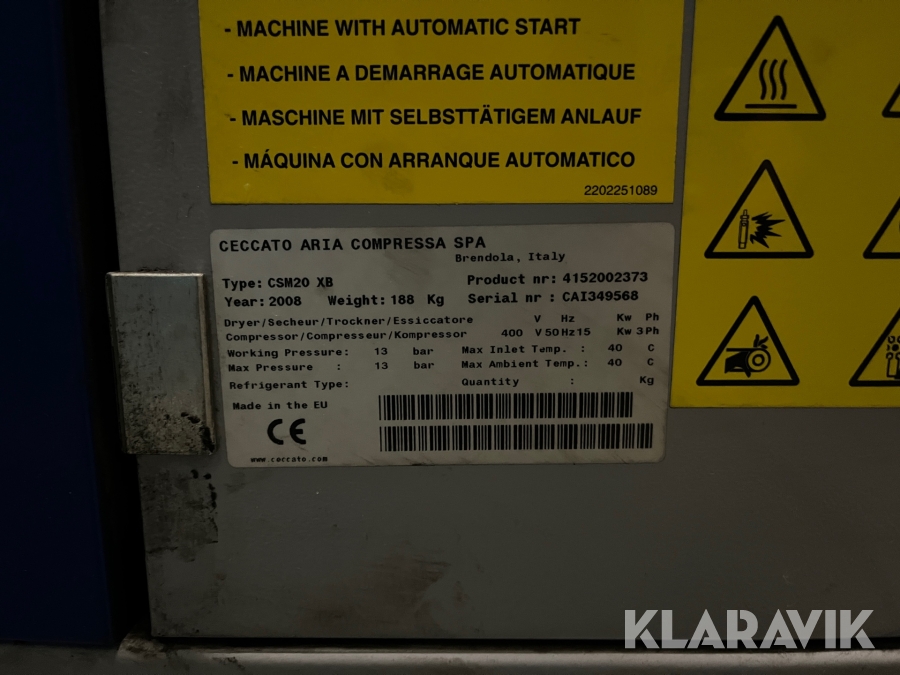 - MACHINE WITH AUTOMATIC START
- MACHINE A DEMARRAGE AUTOMATIQUE
- MASCHINE MIT SELBSTTÄTIGEM ANLAUF
- MÁQUINA CON ARRANQUE AUTOMATICO
2202251089
CECCATO ARIA COMPRESSA SPA
Brendola, Italy
Type: CSM20 XB Product nr: 4152002373
Year: 2008 Weight: 188 Kg Serial nr : CAI349568
Dryer/Secheur/Trockner/Essiccatore V Hz Kw Ph
Compressor/Compresseur/Kompressor 400 V 50 Hz 15 Kw 3 Ph
Working Pressure: 13 bar Max Inlet Temp. : 40 C
Max Pressure : 13 bar Max Ambient Temp.: 40 C
Refrigerant Type: Quantity : Kg
Made in the EU
CE
www.ceccato.com
KLARAVIK